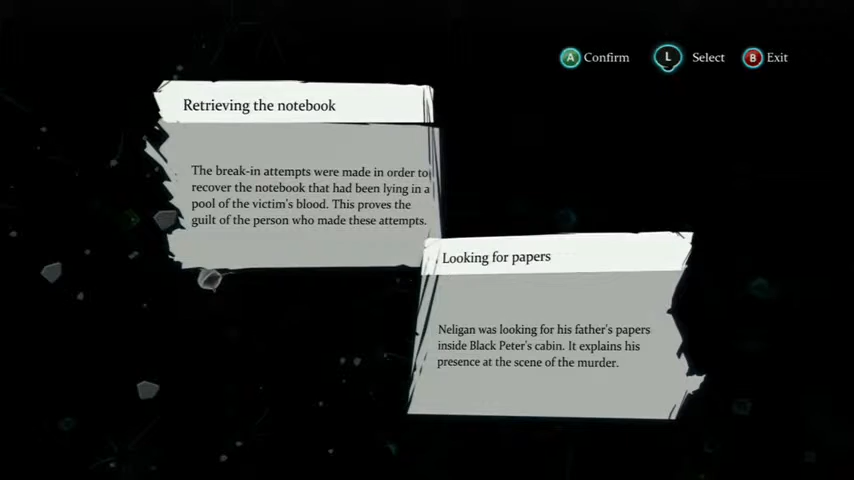 A Confirm L Select B Exit
Retrieving the notebook
The break-in attempts were made in order to
recover the notebook that had been lying in a
pool of the victim's blood. This proves the
guilt of the person who made these attempts.
Looking for papers
Neligan was looking for his father's papers
inside Black Peter's cabin. It explains his
presence at the scene of the murder.